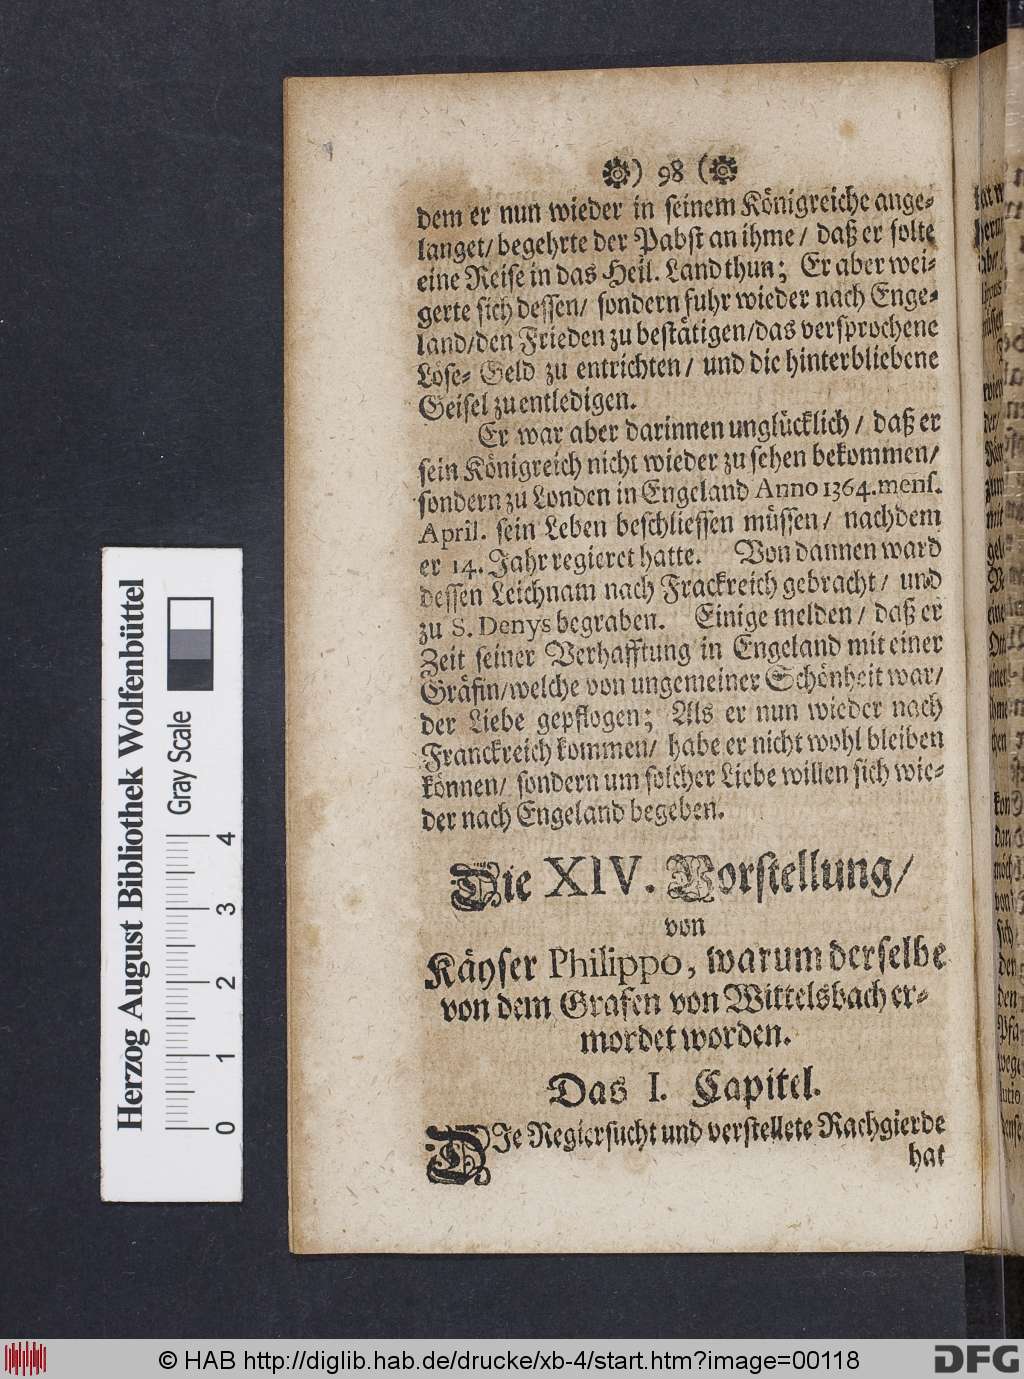 ) 98 (
dem er nun wieder in seinem Königreiche ange-
langet/ begehrte der Pabst an ihme/ daß er solte
eine Reise in das Heil. Land thun; Er aber wei-
gerte sich dessen/ sondern fuhr wieder nach Enge-
land/den Frieden zu bestätigen/das versprochene
Löse-Geld zu entrichten/ und die hinterbliebene
Geisel zu entledigen.
Er war aber darinnen unglücklich/ daß er
sein Königreich nicht wieder zu sehen bekommen/
sondern zu Londen in Engeland Anno 1364. mens.
April. sein Leben beschliessen müssen/ nachdem
er 14. Jahr regieret hatte. Von dannen ward
dessen Leichnam nach Frackreich gebracht/ und
zu S. Denys begraben. Einige melden/ daß er
Zeit seiner Verhafftung in Engeland mit einer
Gräfin/welche von ungemeiner Schönheit war/
der Liebe gepflogen; Als er nun wieder nach
Franckreich kommen/ habe er nicht wohl bleiben
können/ sondern um solcher Liebe willen sich wie-
der nach Engeland begeben.
Die XIV. Vorstellung/
von
Käyser Philippo, warum derselbe
von dem Grafen von Wittelsbach er-
mordet worden.
Das I. Capitel.
DIe Regiersucht und verstellete Rachgierde
hat
Herzog August Bibliothek Wolfenbüttel
Gray Scale
0 1 2 3 4
© HAB http://diglib.hab.de/drucke/xb-4/start.htm?image=00118
DFG